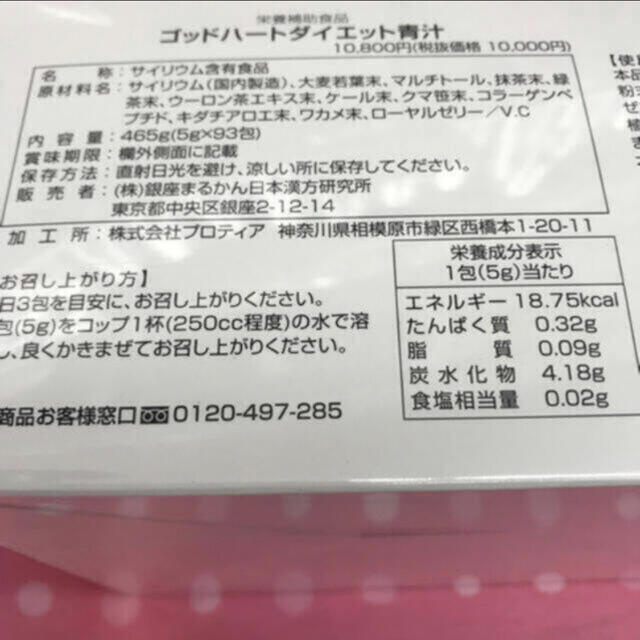 栄養補助食品
ゴッドハートダイエット青汁
10,800円(税抜価格 10,000円)
名　　称：サイリウム含有食品
原材料名：サイリウム(国内製造)、大麦若葉末、マルチトール、抹茶末、緑
茶末、ウーロン茶エキス末、ケール末、クマ笹末、コラーゲンペ
プチド、キダチアロエ末、ワカメ末、ローヤルゼリー／V.C
内 容 量：465g(5g×93包)
賞味期限：欄外側面に記載
保存方法：直射日光を避け、涼しい所に保存してください。
販 売 者：(株)銀座まるかん日本漢方研究所
東京都中央区銀座2-12-14
加 工 所：株式会社プロティア 神奈川県相模原市緑区西橋本1-20-11
お召し上がり方】
日3包を目安に、お召し上がりください。
包(5g)をコップ1杯(250cc程度)の水で溶
し、良くかきまぜてお召し上がりください。
商品お客様窓口 0120-497-285
栄養成分表示
1包(5g)当たり
エネルギー 18.75kcal
たんぱく質 0.32g
脂　　質 0.09g
炭水化物 4.18g
食塩相当量 0.02g
【使
本品
粉末
ぜ
植